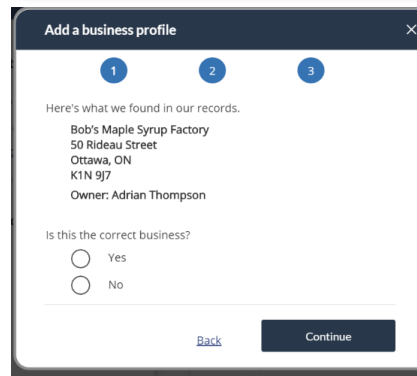 Add a business profile
1 2 3
Here's what we found in our records.
Bob's Maple Syrup Factory
50 Rideau Street
Ottawa, ON
K1N 9J7
Owner: Adrian Thompson
Is this the correct business?
Yes
No
Back Continue